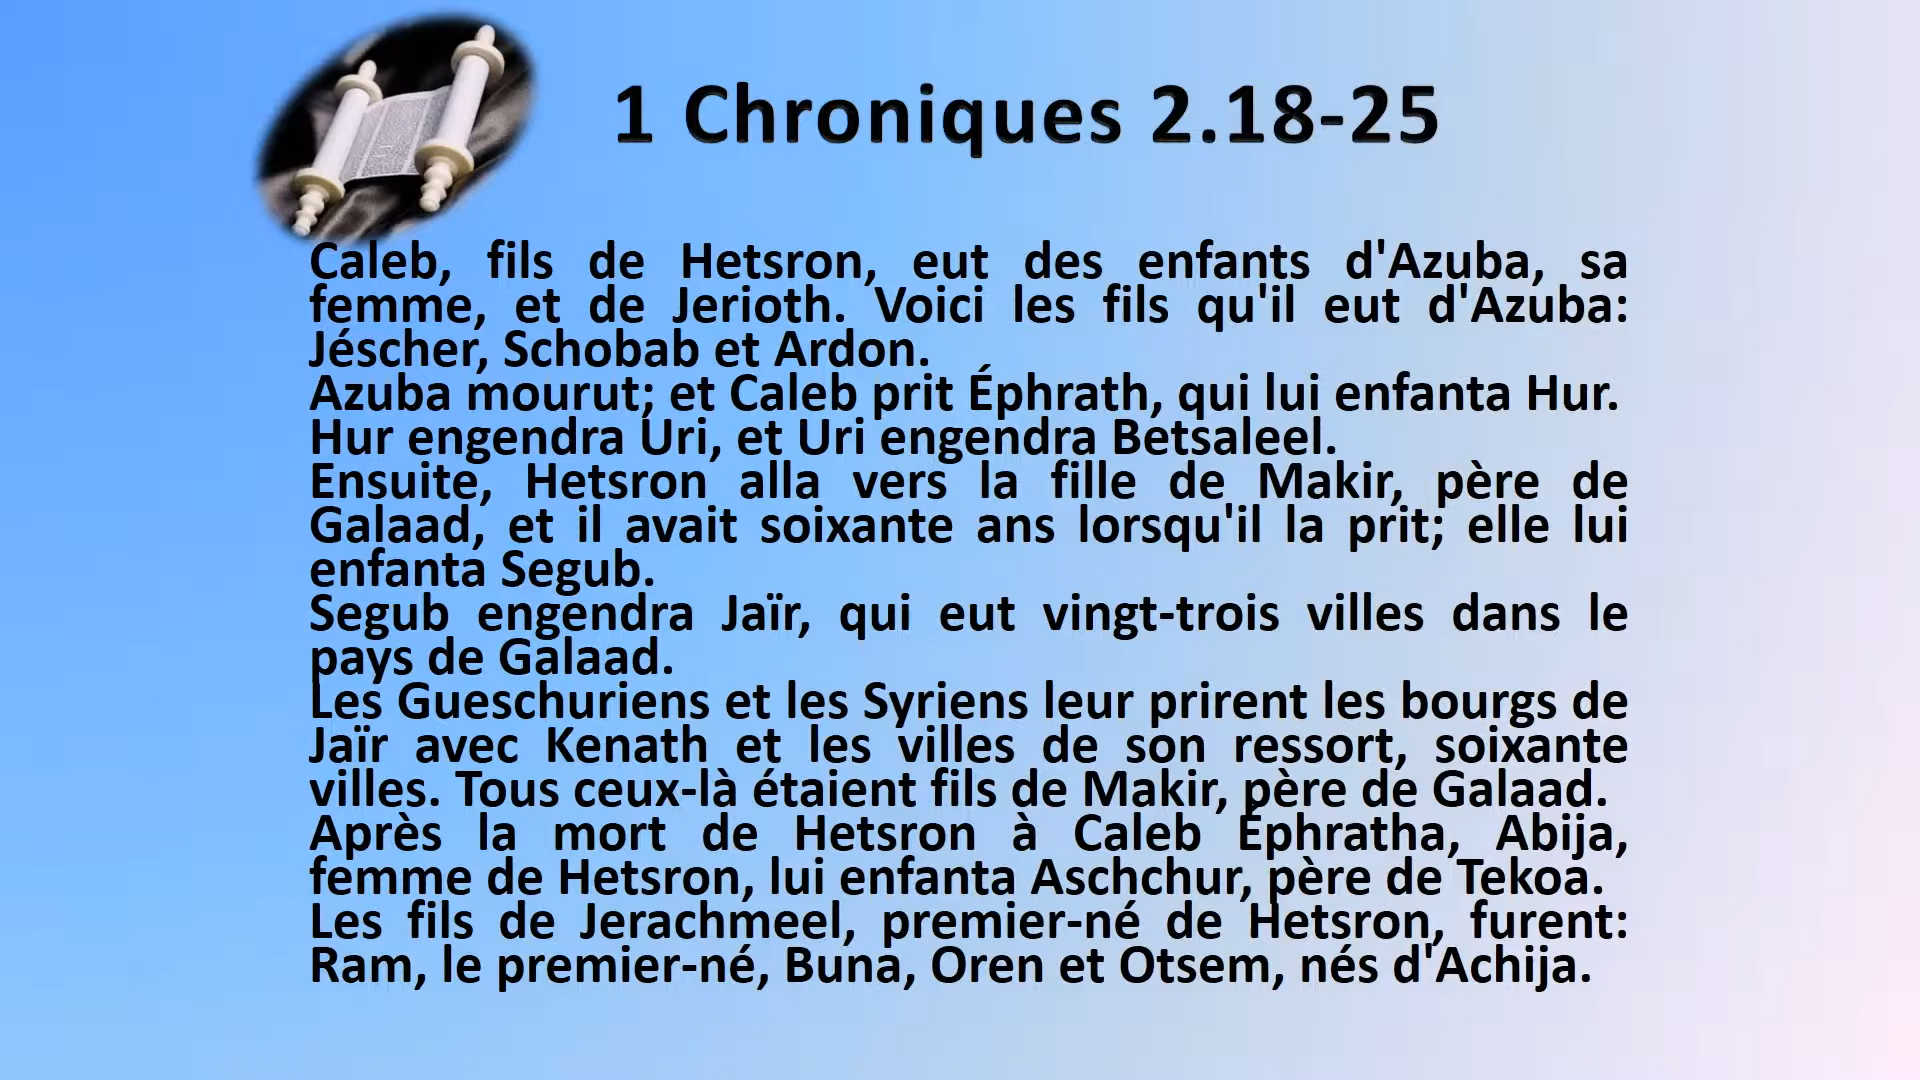 1 Chroniques 2.18-25
Caleb, fils de Hetsron, eut des enfants d'Azuba, sa
femme, et de Jerioth. Voici les fils qu'il eut d'Azuba:
Jéscher, Schobab et Ardon.
Azuba mourut; et Caleb prit Éphrath, qui lui enfanta Hur.
Hur engendra Uri, et Uri engendra Betsaleel.
Ensuite, Hetsron alla vers la fille de Makir, père de
Galaad, et il avait soixante ans lorsqu'il la prit; elle lui
enfanta Segub.
Segub engendra Jaïr, qui eut vingt-trois villes dans le
pays de Galaad.
Les Gueschuriens et les Syriens leur prirent les bourgs de
Jaïr avec Kenath et les villes de son ressort, soixante
villes. Tous ceux-là étaient fils de Makir, père de Galaad.
Après la mort de Hetsron à Caleb Éphratha, Abija,
femme de Hetsron, lui enfanta Aschchur, père de Tekoa.
Les fils de Jerachmeel, premier-né de Hetsron, furent:
Ram, le premier-né, Buna, Oren et Otsem, nés d'Achija.